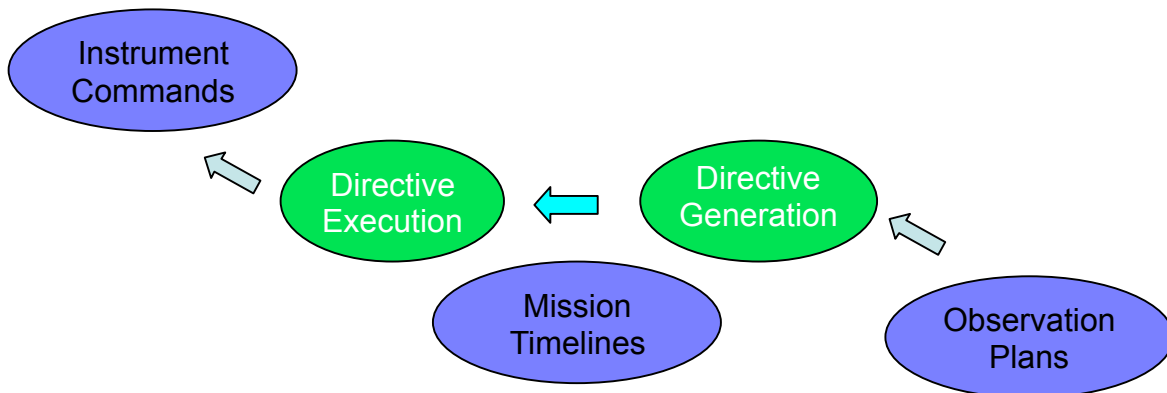 Instrument
Commands
Directive
Execution
Directive
Generation
Mission
Timelines
Observation
Plans